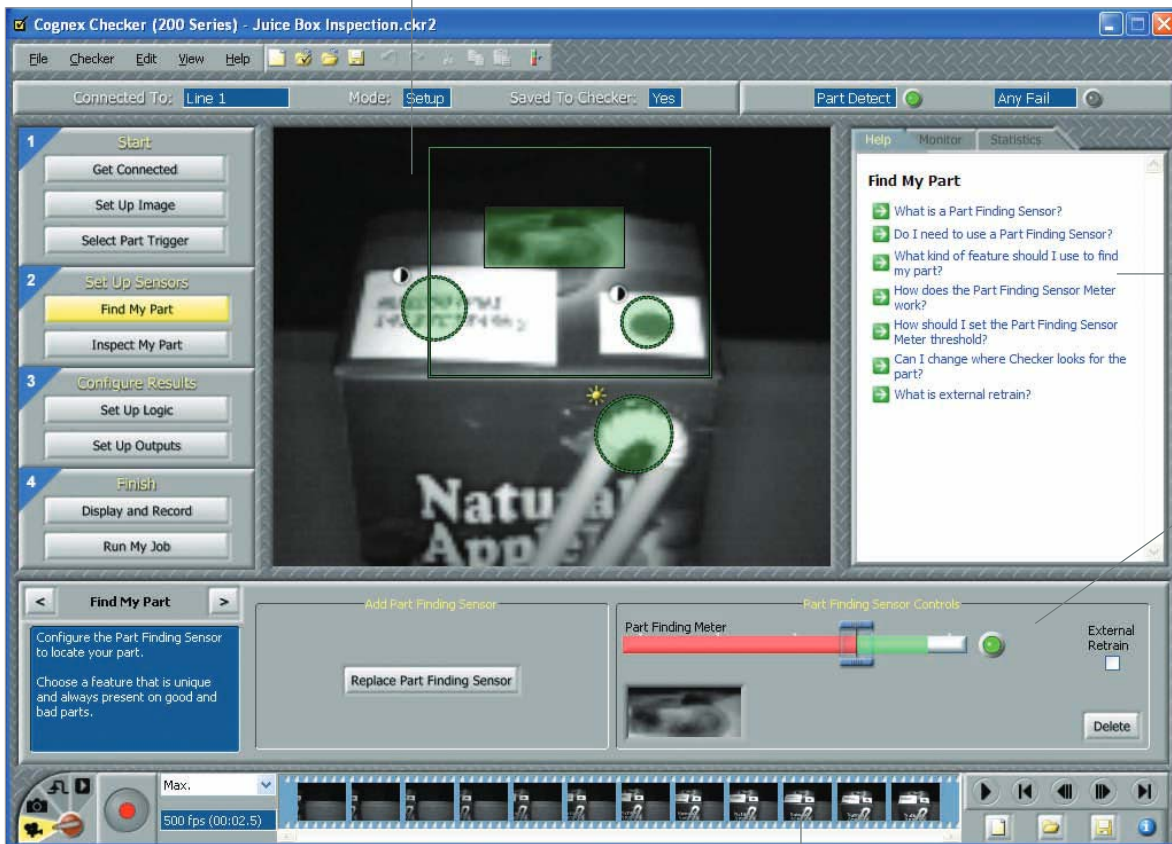 Cognex Checker (200 Series) - Juice Box Inspection.ckr2
File Checker Edit View Help
Connected To: Line 1 Mode: Setup Saved To Checker: Yes Part Detect Any Fail
1 Start
Get Connected
Set Up Image
Select Part Trigger
2 Set Up Sensors
Find My Part
Inspect My Part
3 Configure Results
Set Up Logic
Set Up Outputs
4 Finish
Display and Record
Run My Job
Natural
Apple
Help Monitor Statistics
Find My Part
What is a Part Finding Sensor?
Do I need to use a Part Finding Sensor?
What kind of feature should I use to find
my part?
How does the Part Finding Sensor Meter
work?
How should I set the Part Finding Sensor
Meter threshold?
Can I change where Checker looks for the
part?
What is external retrain?
< Find My Part >
Configure the Part Finding Sensor
to locate your part.
Choose a feature that is unique
and always present on good and
bad parts.
Add Part Finding Sensor
Replace Part Finding Sensor
Part Finding Sensor Controls
Part Finding Meter
External
Retrain
Delete
Max.
500 fps (00:02.5)